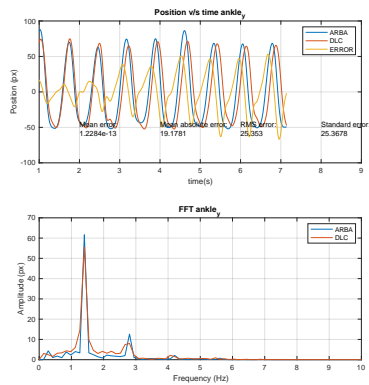 Position v/s time ankle_y
ARBA
DLC
ERROR
Position (px)
100
50
0
-50
-100
Mean error: Mean absolute error: RMS error: Standard error
1.2284e-13 19.1781 25.353 25.3678
1 2 3 4 5 6 7 8 9
time(s)
FFT ankle_y
ARBA
DLC
Amplitude (px)
70
60
50
40
30
20
10
0
0 1 2 3 4 5 6 7 8 9 10
Frequency (Hz)